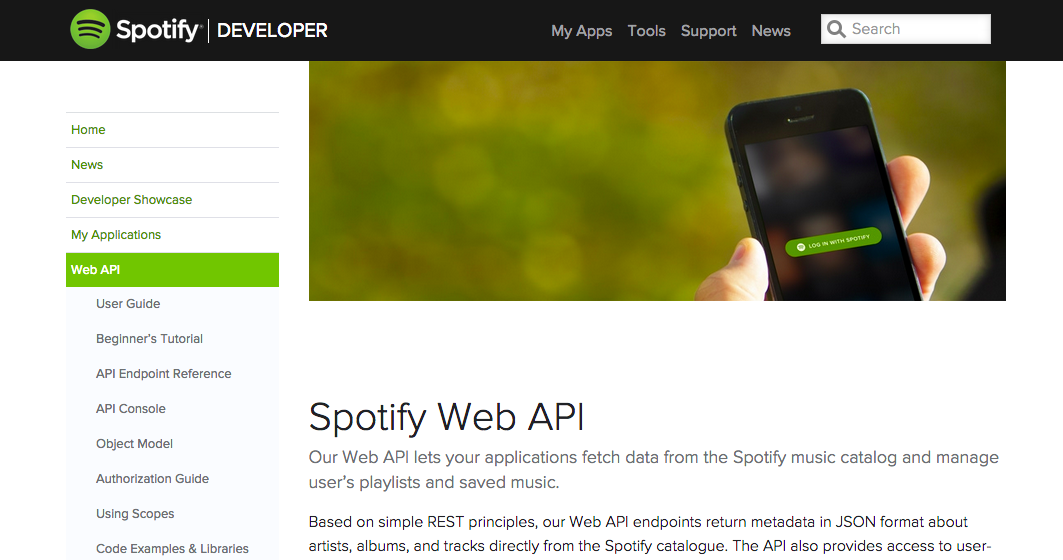 Spotify DEVELOPER
My Apps Tools Support News Search
Home
News
Developer Showcase
My Applications
Web API
User Guide
Beginner's Tutorial
API Endpoint Reference
API Console
Object Model
Authorization Guide
Using Scopes
Code Examples & Libraries
LOG IN WITH SPOTIFY
Spotify Web API
Our Web API lets your applications fetch data from the Spotify music catalog and manage
user's playlists and saved music.
Based on simple REST principles, our Web API endpoints return metadata in JSON format about
artists, albums, and tracks directly from the Spotify catalogue. The API also provides access to user-